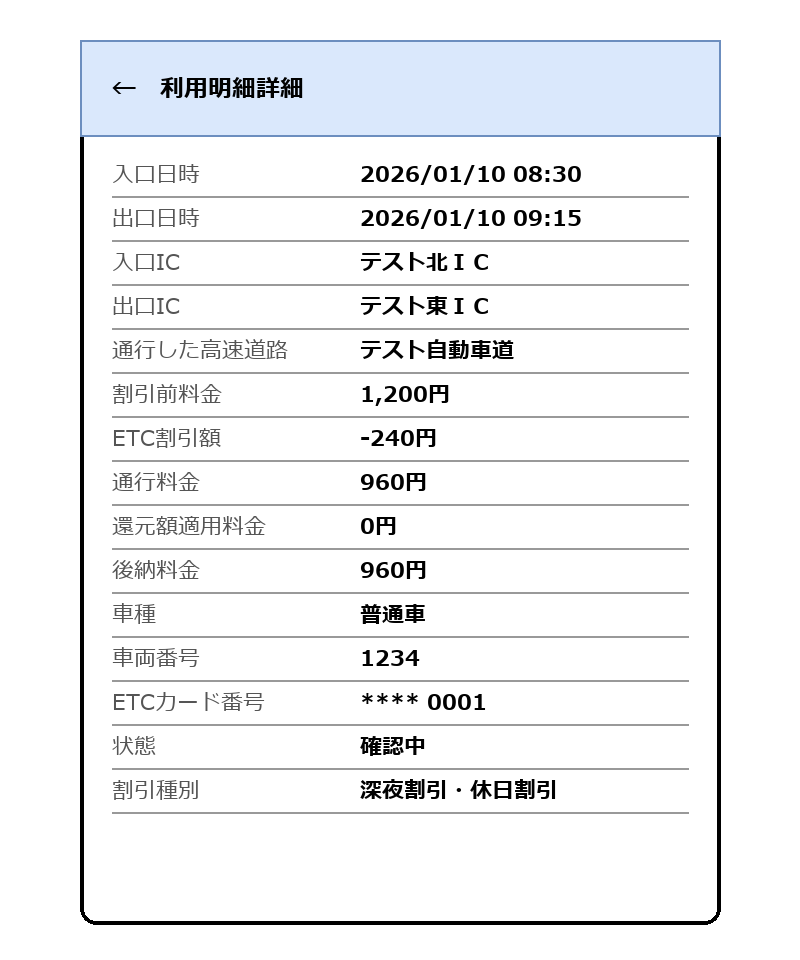 ← 利用明細詳細
入口日時 2026/01/10 08:30
出口日時 2026/01/10 09:15
入口IC テスト北ＩＣ
出口IC テスト東ＩＣ
通行した高速道路 テスト自動車道
割引前料金 1,200円
ETC割引額 -240円
通行料金 960円
還元額適用料金 0円
後納料金 960円
車種 普通車
車両番号 1234
ETCカード番号 **** 0001
状態 確認中
割引種別 深夜割引・休日割引